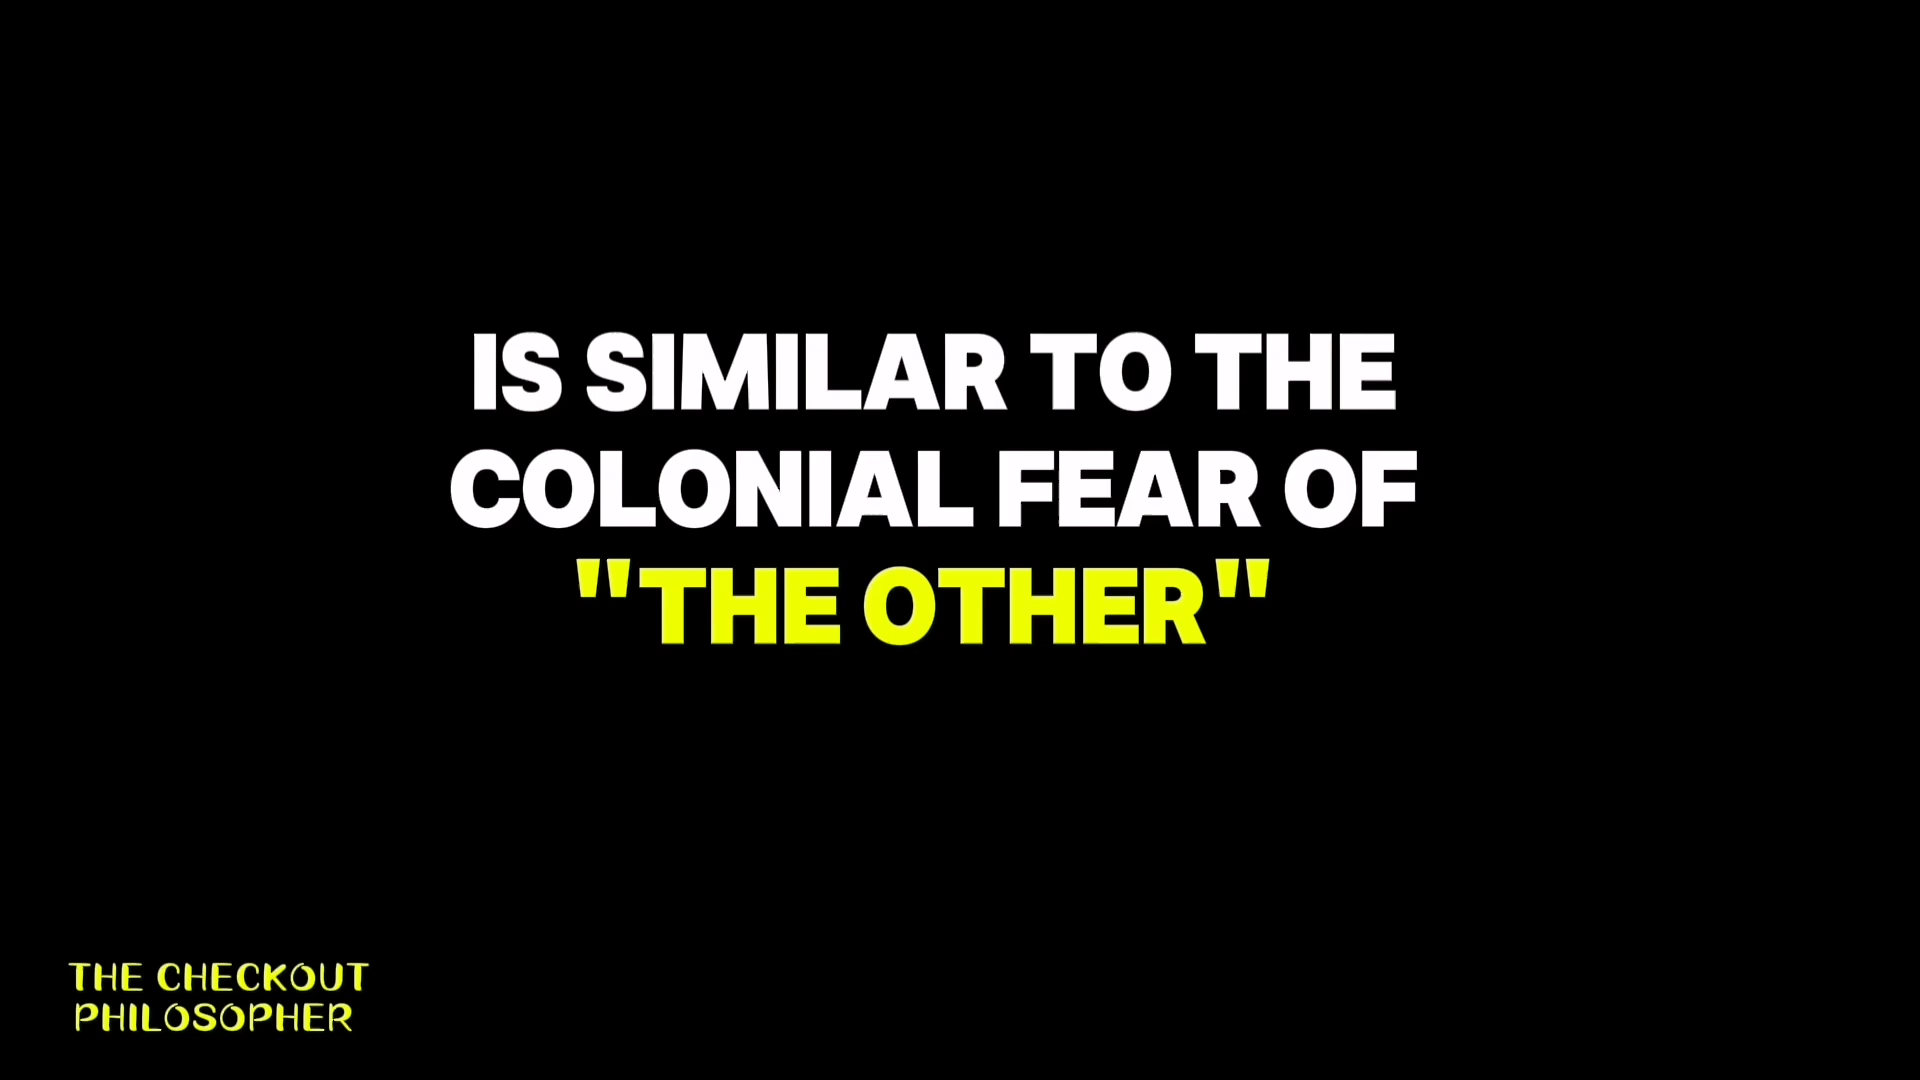 IS SIMILAR TO THE
COLONIAL FEAR OF
"THE OTHER"
THE CHECKOUT
PHILOSOPHER